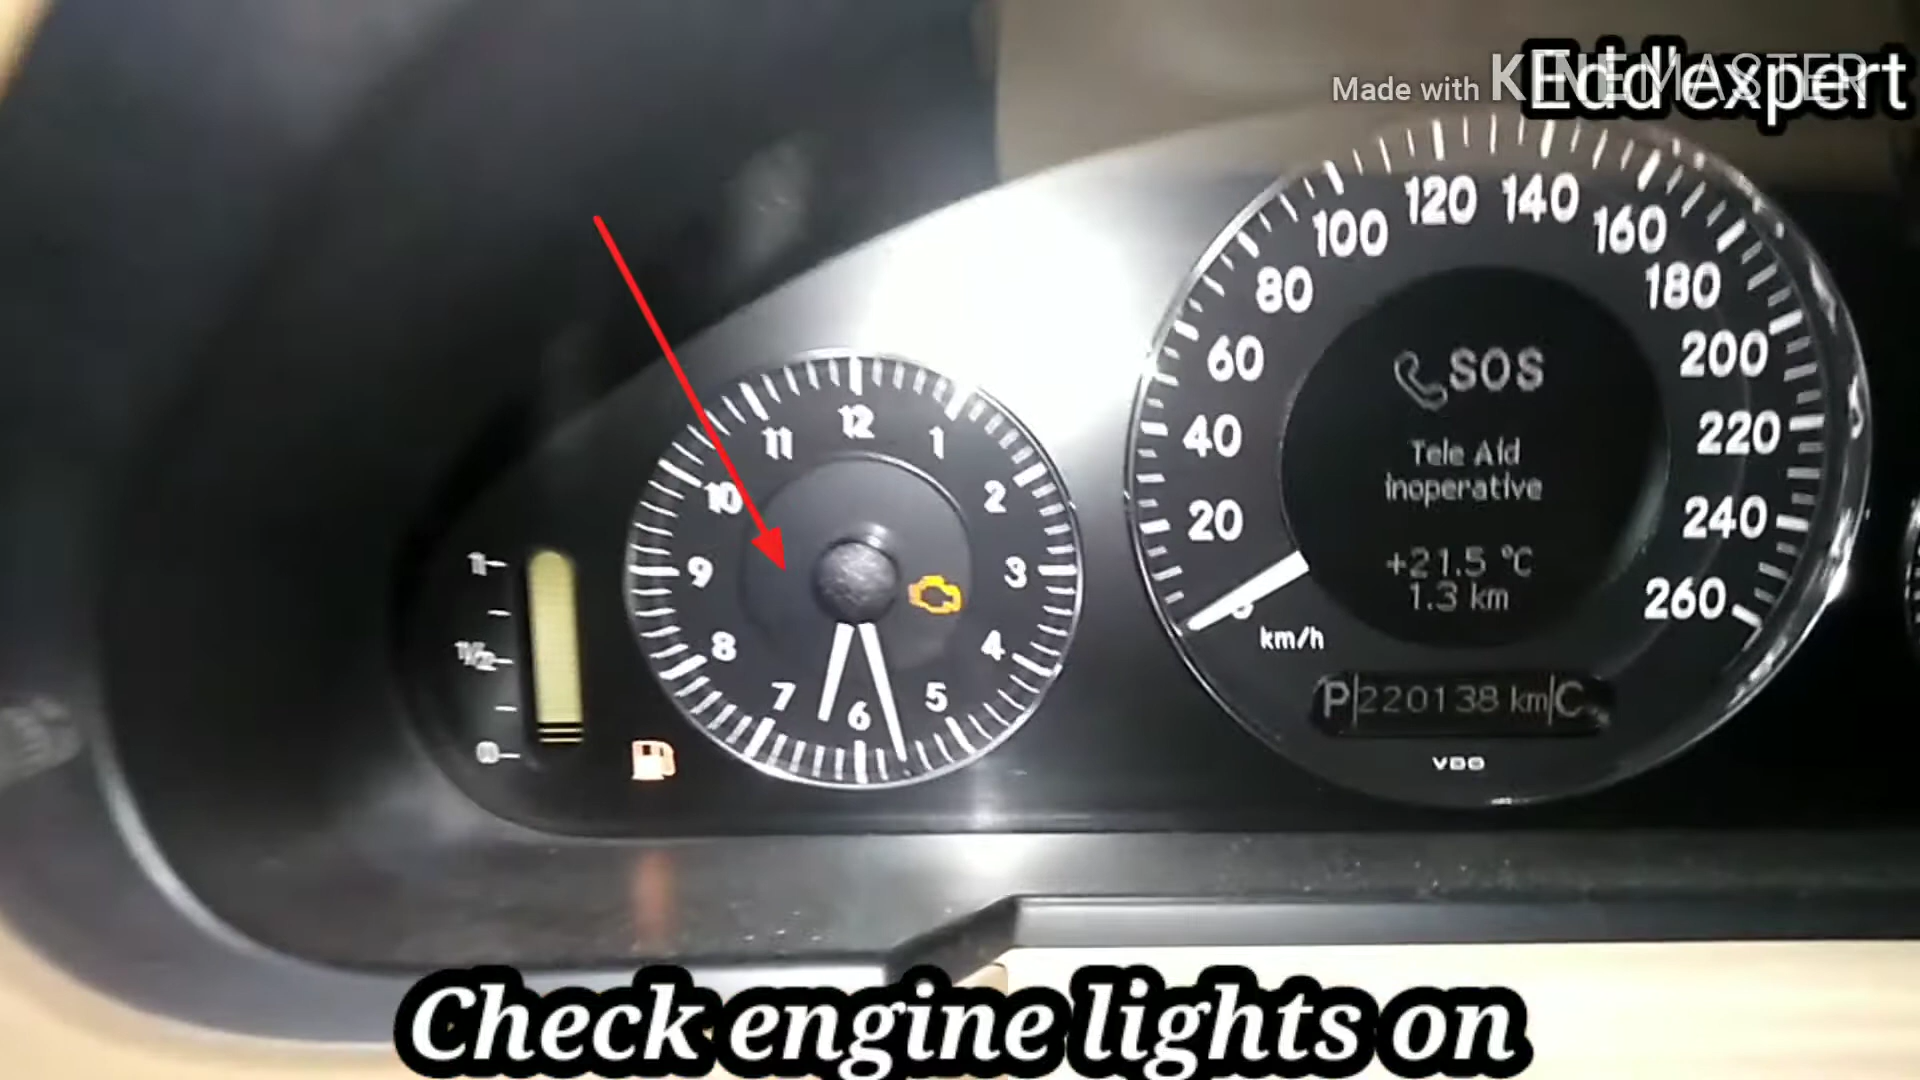 Made with KINEMASTER
Edd'expert
100 120 140 160
80 180
60 200
40 220
20 240
260
km/h
SOS
Tele Aid
inoperative
+21.5 °C
1.3 km
P 220138 km C
VDO
12
11 1
10 2
9 3
8 4
7 5
6
1/1
1/2
0
Check engine lights on